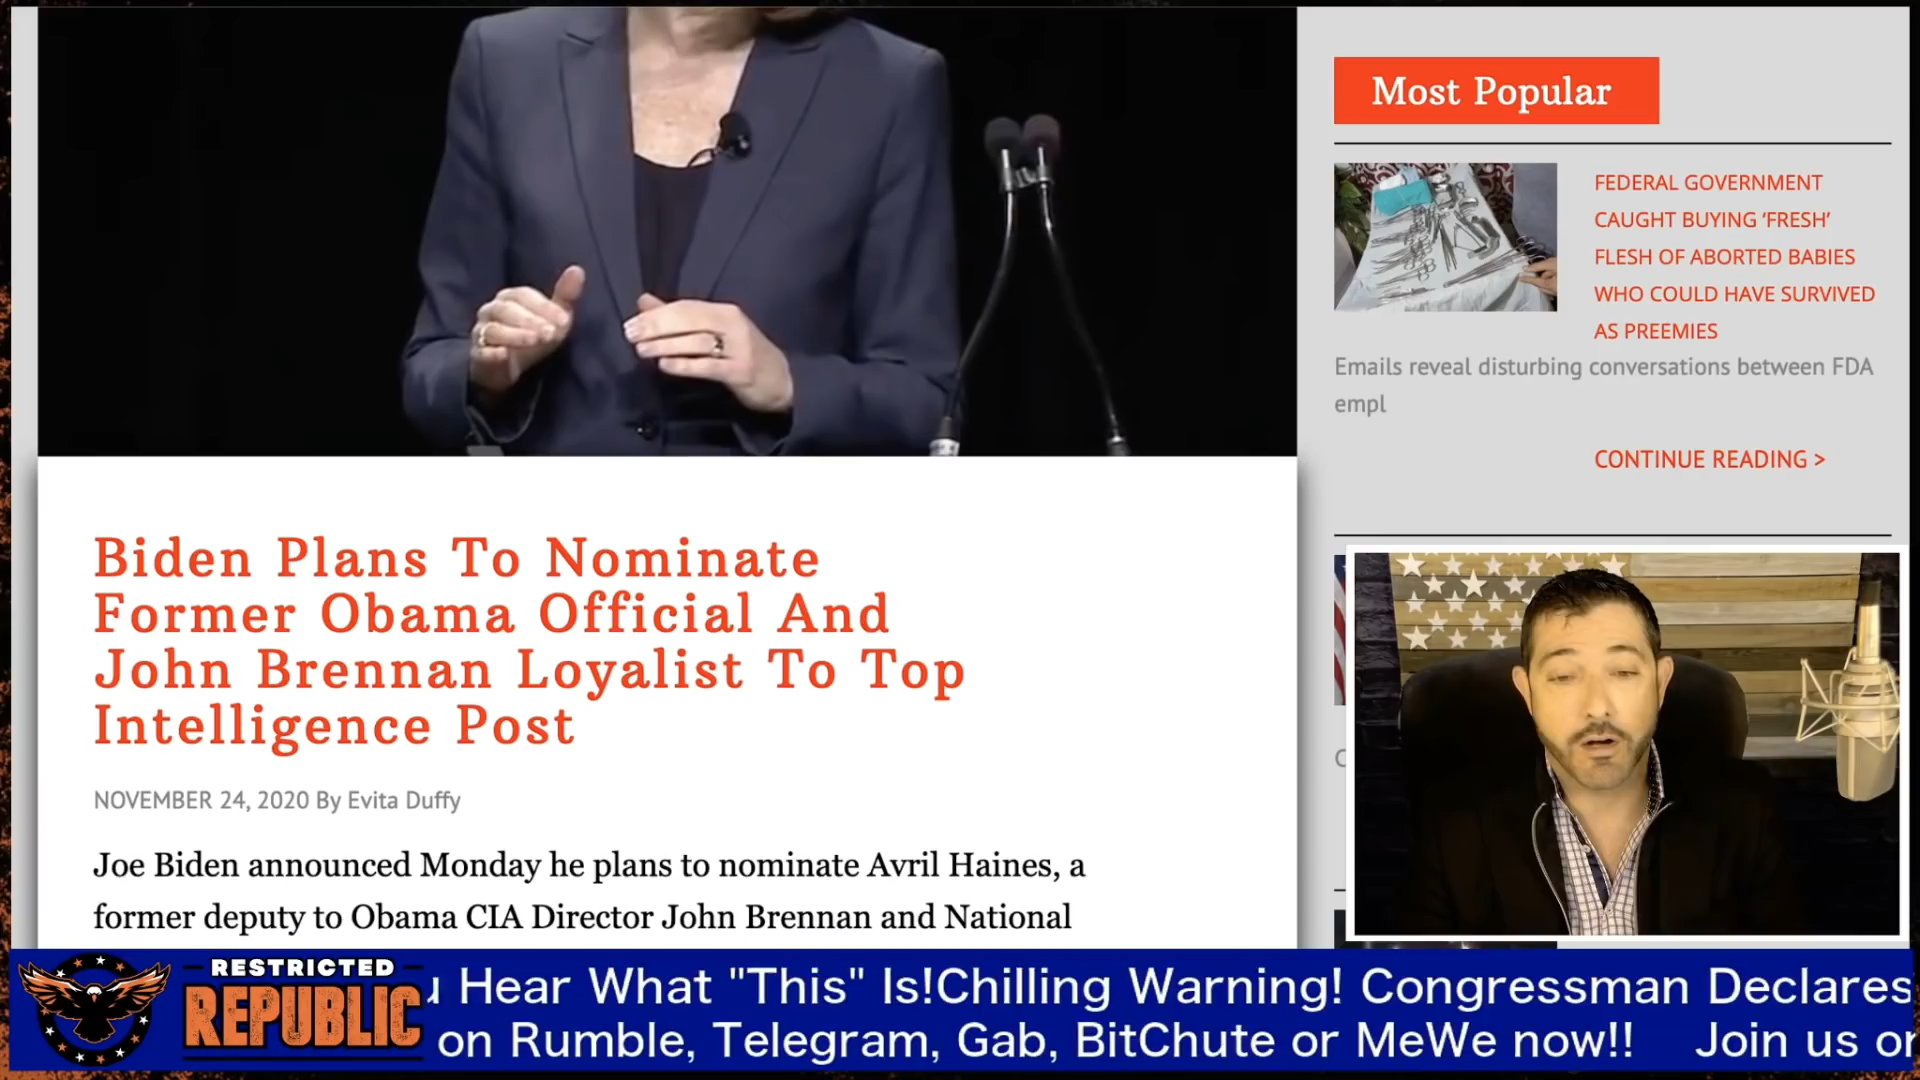 Most Popular
FEDERAL GOVERNMENT
CAUGHT BUYING ‘FRESH’
FLESH OF ABORTED BABIES
WHO COULD HAVE SURVIVED
AS PREEMIES
Emails reveal disturbing conversations between FDA
empl
CONTINUE READING >
Biden Plans To Nominate
Former Obama Official And
John Brennan Loyalist To Top
Intelligence Post
NOVEMBER 24, 2020 By Evita Duffy
Joe Biden announced Monday he plans to nominate Avril Haines, a
former deputy to Obama CIA Director John Brennan and National
RESTRICTED
REPUBLIC
Hear What "This" Is!Chilling Warning! Congressman Declares
on Rumble, Telegram, Gab, BitChute or MeWe now!! Join us on